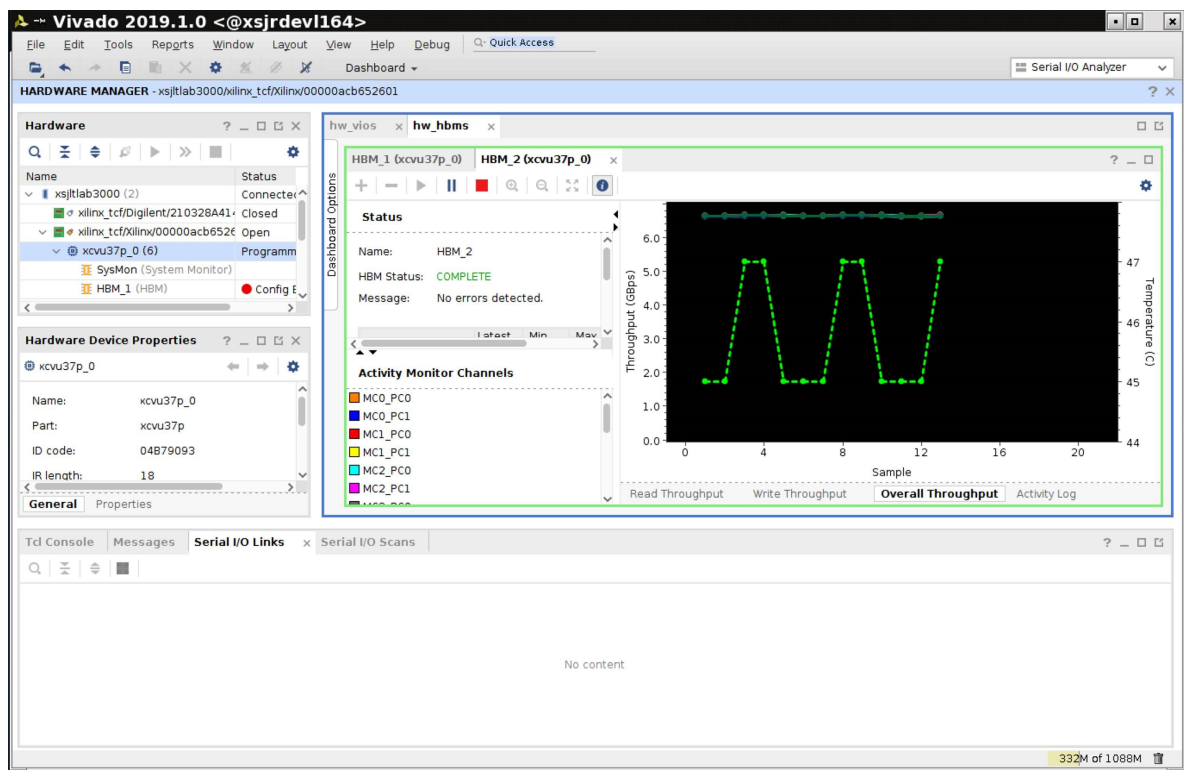 Vivado 2019.1.0 <@xsjrdevl164>
File Edit Tools Reports Window Layout View Help Debug Quick Access
Dashboard Serial I/O Analyzer
HARDWARE MANAGER - xsjltlab3000/xilinx_tcf/Xilinx/00000acb652601
Hardware
Name Status
xsjltlab3000 (2) Connected
xilinx_tcf/Digilent/210328A41 Closed
xilinx_tcf/Xilinx/00000acb6526 Open
xcvu37p_0 (6) Programm
SysMon (System Monitor)
HBM_1 (HBM) Config E
Hardware Device Properties
xcvu37p_0
Name: xcvu37p_0
Part: xcvu37p
ID code: 04B79093
IR length: 18
General Properties
hw_vios hw_hbms
Dashboard Options
HBM_1 (xcvu37p_0) HBM_2 (xcvu37p_0)
Status
Name: HBM_2
HBM Status: COMPLETE
Message: No errors detected.
Latest Min Max
Activity Monitor Channels
MC0_PC0
MC0_PC1
MC1_PC0
MC1_PC1
MC2_PC0
MC2_PC1
Throughput (GBps)
6.0
5.0
4.0
3.0
2.0
1.0
0.0
47
46
45
44
Temperature (C)
0 4 8 12 16 20
Sample
Read Throughput Write Throughput Overall Throughput Activity Log
Tcl Console Messages Serial I/O Links Serial I/O Scans
No content
332M of 1088M